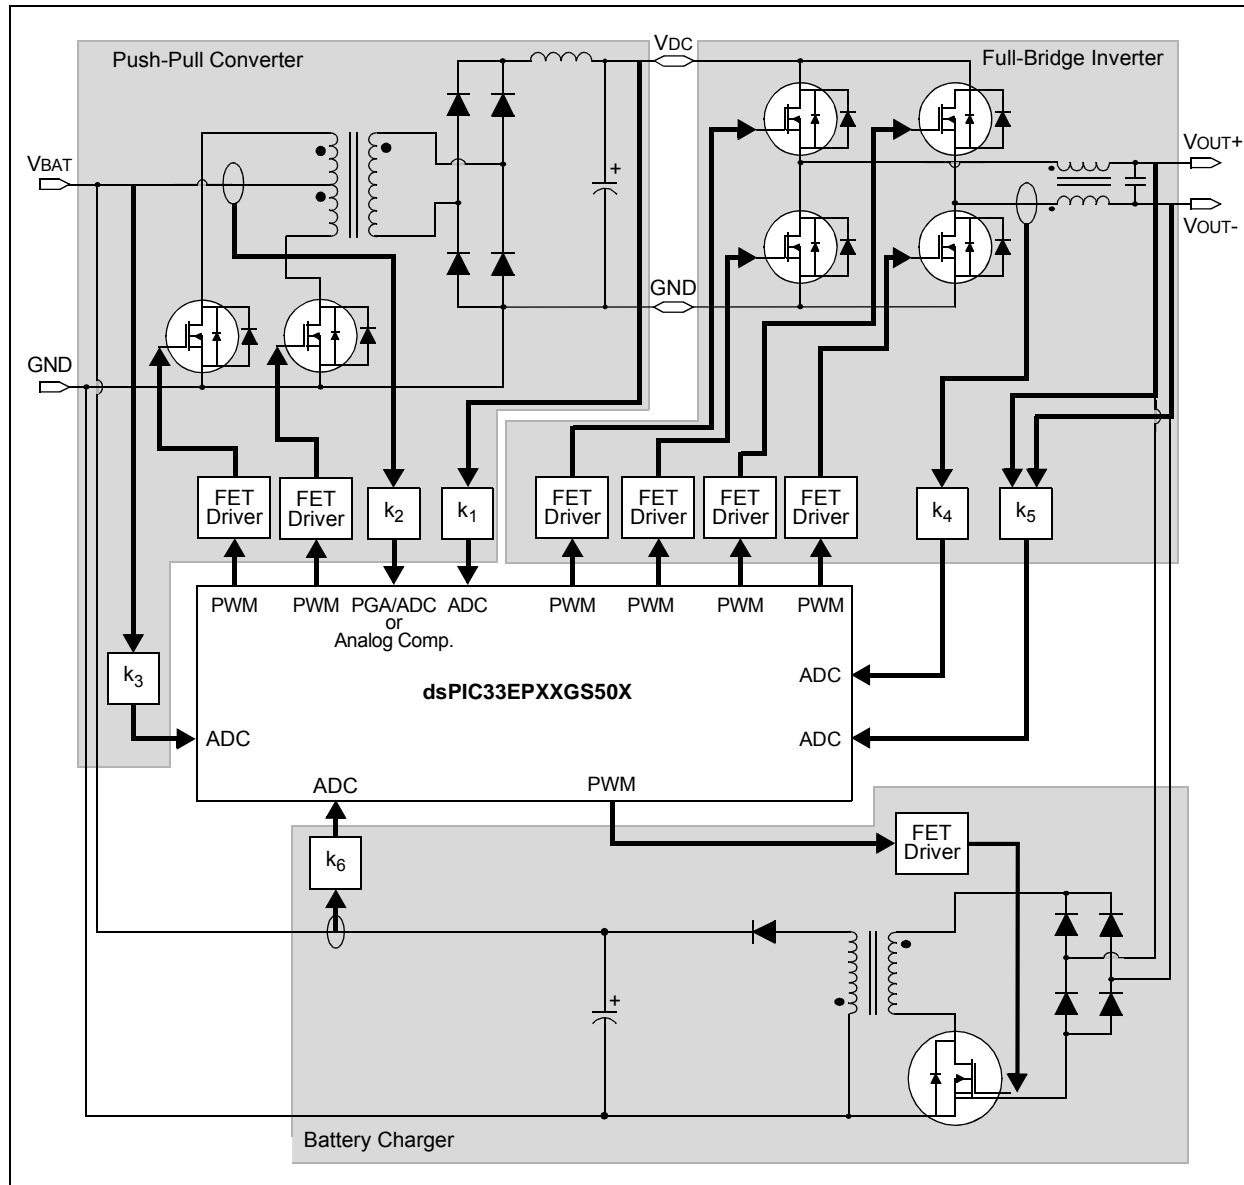 Push-Pull Converter
VDC
Full-Bridge Inverter
+
VBAT
VOUT+
VOUT-
GND
GND
FET
Driver
FET
Driver
k2
k1
FET
Driver
FET
Driver
FET
Driver
FET
Driver
k4
k5
PWM
PWM
PGA/ADC
or
Analog Comp.
ADC
PWM
PWM
PWM
PWM
k3
dsPIC33EPXXGS50X
ADC
ADC
ADC
ADC
PWM
k6
FET
Driver
+
Battery Charger